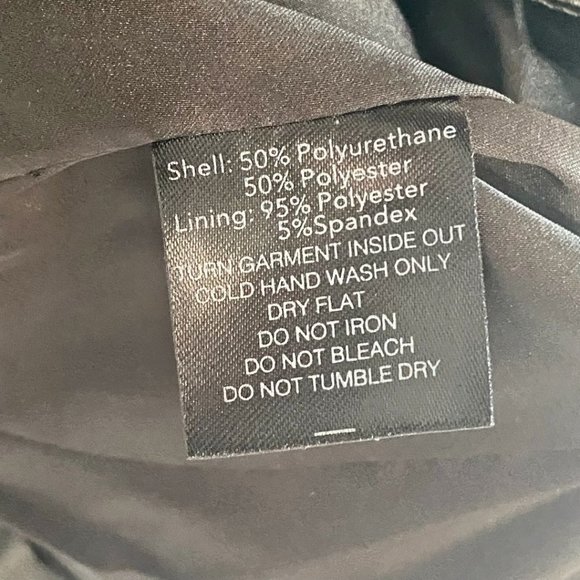 Shell: 50% Polyurethane
50% Polyester
Lining: 95% Polyester
5%Spandex
TURN GARMENT INSIDE OUT
COLD HAND WASH ONLY
DRY FLAT
DO NOT IRON
DO NOT BLEACH
DO NOT TUMBLE DRY